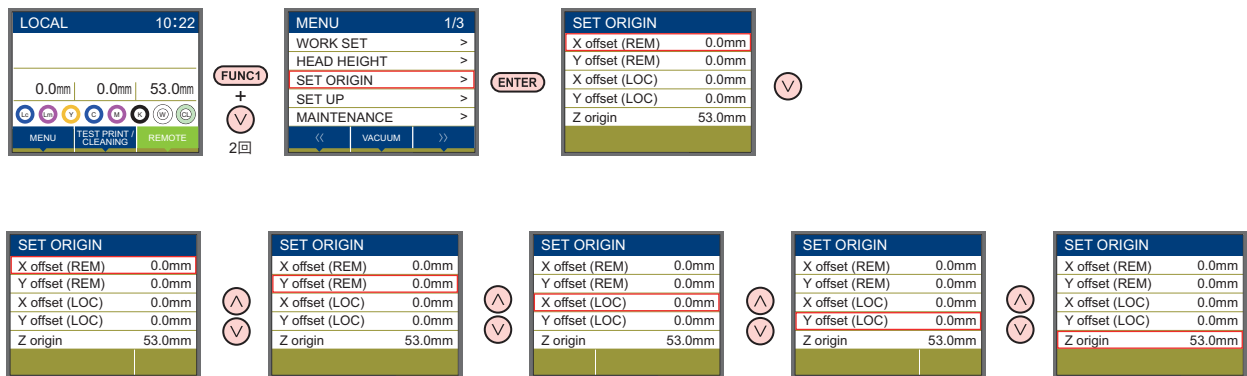 LOCAL 10:22
0.0mm 0.0mm 53.0mm
Lc Lm Y C M K W CL
MENU TEST PRINT / CLEANING REMOTE
FUNC1
+
2回
MENU 1/3
WORK SET >
HEAD HEIGHT >
SET ORIGIN >
SET UP >
MAINTENANCE >
<< VACUUM >>
ENTER
SET ORIGIN
X offset (REM) 0.0mm
Y offset (REM) 0.0mm
X offset (LOC) 0.0mm
Y offset (LOC) 0.0mm
Z origin 53.0mm
SET ORIGIN
X offset (REM) 0.0mm
Y offset (REM) 0.0mm
X offset (LOC) 0.0mm
Y offset (LOC) 0.0mm
Z origin 53.0mm
SET ORIGIN
X offset (REM) 0.0mm
Y offset (REM) 0.0mm
X offset (LOC) 0.0mm
Y offset (LOC) 0.0mm
Z origin 53.0mm
SET ORIGIN
X offset (REM) 0.0mm
Y offset (REM) 0.0mm
X offset (LOC) 0.0mm
Y offset (LOC) 0.0mm
Z origin 53.0mm
SET ORIGIN
X offset (REM) 0.0mm
Y offset (REM) 0.0mm
X offset (LOC) 0.0mm
Y offset (LOC) 0.0mm
Z origin 53.0mm
SET ORIGIN
X offset (REM) 0.0mm
Y offset (REM) 0.0mm
X offset (LOC) 0.0mm
Y offset (LOC) 0.0mm
Z origin 53.0mm